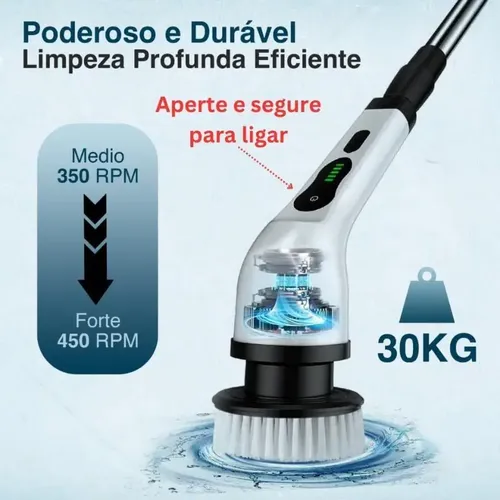 Poderoso e Durável
Limpeza Profunda Eficiente
Aperte e segure
para ligar
Medio
350 RPM
Forte
450 RPM
30KG